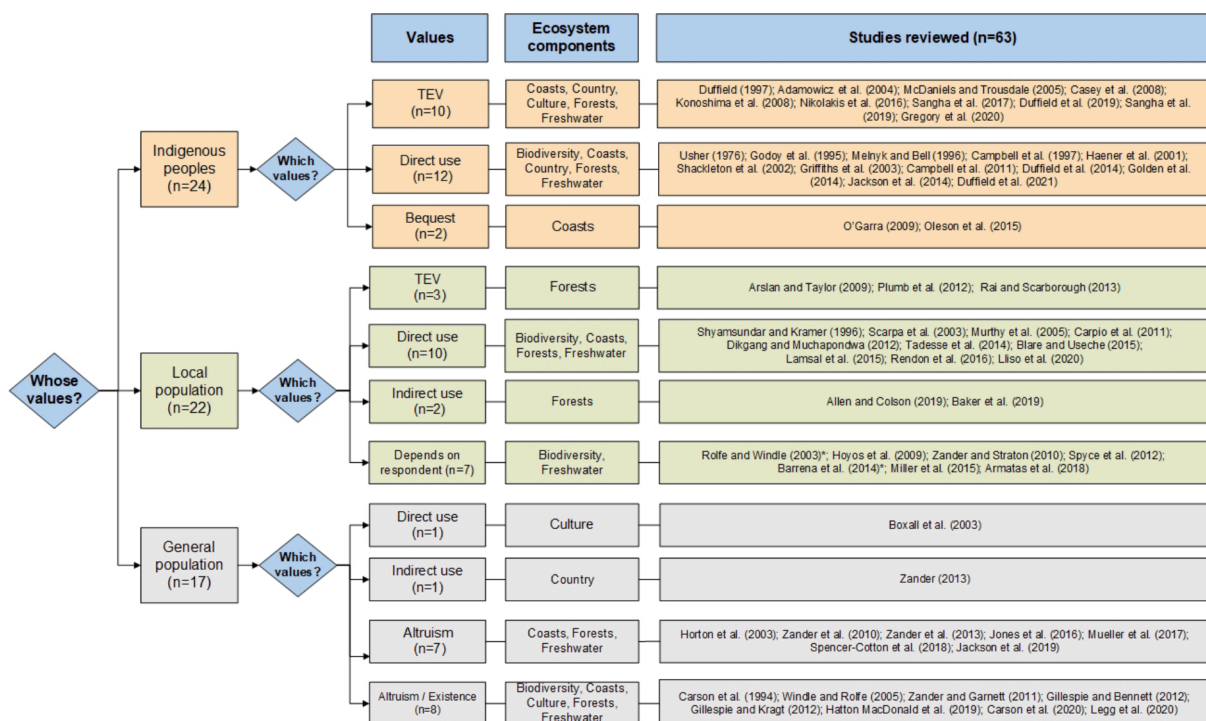 Values
Ecosystem
components
Studies reviewed (n=63)
Whose
values?
Indigenous
peoples
(n=24)
Which
values?
TEV
(n=10)
Coasts, Country,
Culture, Forests,
Freshwater
Duffield (1997); Adamowicz et al. (2004); McDaniels and Trousdale (2005); Casey et al. (2008);
Konoshima et al. (2008); Nikolakis et al. (2016); Sangha et al. (2017); Duffield et al. (2019); Sangha et al.
(2019); Gregory et al. (2020)
Direct use
(n=12)
Biodiversity, Coasts,
Country, Forests,
Freshwater
Usher (1976); Godoy et al. (1995); Melnyk and Bell (1996); Campbell et al. (1997); Haener et al. (2001);
Shackleton et al. (2002); Griffiths et al. (2003); Campbell et al. (2011); Duffield et al. (2014); Golden et al.
(2014); Jackson et al. (2014); Duffield et al. (2021)
Bequest
(n=2)
Coasts
O'Garra (2009); Oleson et al. (2015)
Local
population
(n=22)
Which
values?
TEV
(n=3)
Forests
Arslan and Taylor (2009); Plumb et al. (2012); Rai and Scarborough (2013)
Direct use
(n=10)
Biodiversity, Coasts,
Forests, Freshwater
Shyamsundar and Kramer (1996); Scarpa et al. (2003); Murthy et al. (2005); Carpio et al. (2011);
Dikgang and Muchapondwa (2012); Tadesse et al. (2014); Blare and Useche (2015);
Lamsal et al. (2015); Rendon et al. (2016); Lliso et al. (2020)
Indirect use
(n=2)
Forests
Allen and Colson (2019); Baker et al. (2019)
Depends on
respondent (n=7)
Biodiversity,
Freshwater
Rolfe and Windle (2003)*; Hoyos et al. (2009); Zander and Straton (2010); Spyce et al. (2012);
Barrena et al. (2014)*; Miller et al. (2015); Armatas et al. (2018)
General
population
(n=17)
Which
values?
Direct use
(n=1)
Culture
Boxall et al. (2003)
Indirect use
(n=1)
Country
Zander (2013)
Altruism
(n=7)
Coasts, Forests,
Freshwater
Horton et al. (2003); Zander et al. (2010); Zander et al. (2013); Jones et al. (2016); Mueller et al. (2017);
Spencer-Cotton et al. (2018); Jackson et al. (2019)
Altruism / Existence
(n=8)
Biodiversity, Coasts,
Culture, Forests,
Freshwater
Carson et al. (1994); Windle and Rolfe (2005); Zander and Garnett (2011); Gillespie and Bennett (2012);
Gillespie and Kragt (2012); Hatton MacDonald et al. (2019); Carson et al. (2020); Legg et al. (2020)